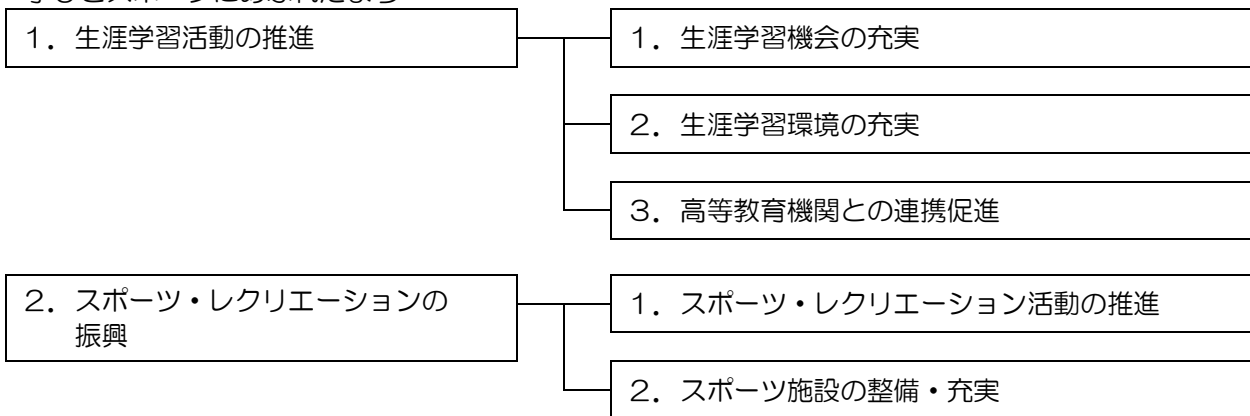 1．生涯学習活動の推進
1．生涯学習機会の充実
2．生涯学習環境の充実
3．高等教育機関との連携促進
2．スポーツ・レクリエーションの
振興
1．スポーツ・レクリエーション活動の推進
2．スポーツ施設の整備・充実